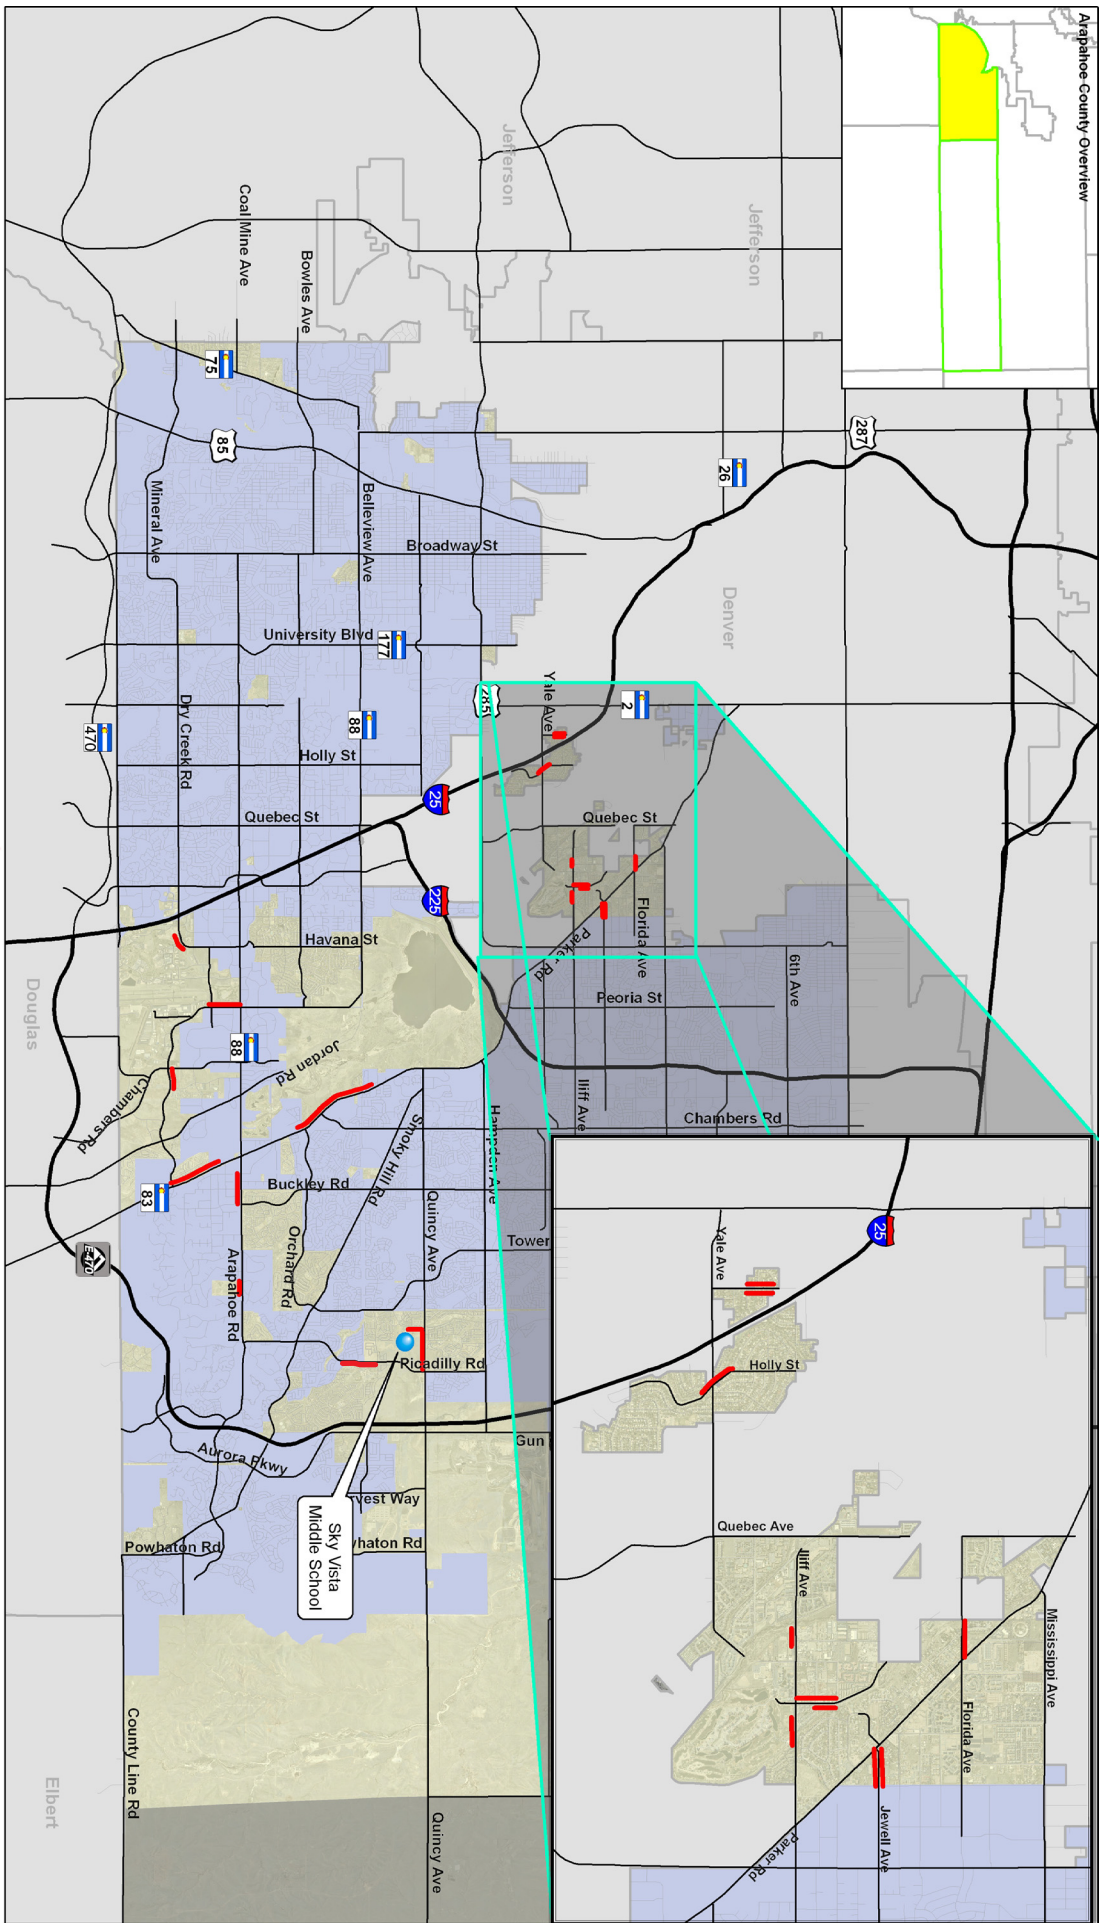 Arapahoe County Overview
Jefferson
Jefferson
Coal Mine Ave
Bowles Ave
75
85
287
26
Mineral Ave
Belleview Ave
Broadway St
Denver
University Blvd
177
Yale Ave
285
2
Dry Creek Rd
88
470
Holly St
25
Quebec St
Quebec St
225
Florida Ave
Havana St
Parker Rd
6th Ave
Peoria St
Douglas
88
Jordan Rd
Iliff Ave
Chambers Rd
Chambers Rd
Smoky Hill Rd
Hampden Ave
83
Buckley Rd
Quincy Ave
Orchard Rd
Tower
E-470
Arapahoe Rd
Picadilly Rd
Gun
Aurora Pkwy
rvest Way
Powhaton Rd
whaton Rd
Sky Vista
Middle School
County Line Rd
Elbert
Quincy Ave
25
Yale Ave
Holly St
Quebec Ave
Iliff Ave
Mississippi Ave
Florida Ave
Jewell Ave
Parker Rd